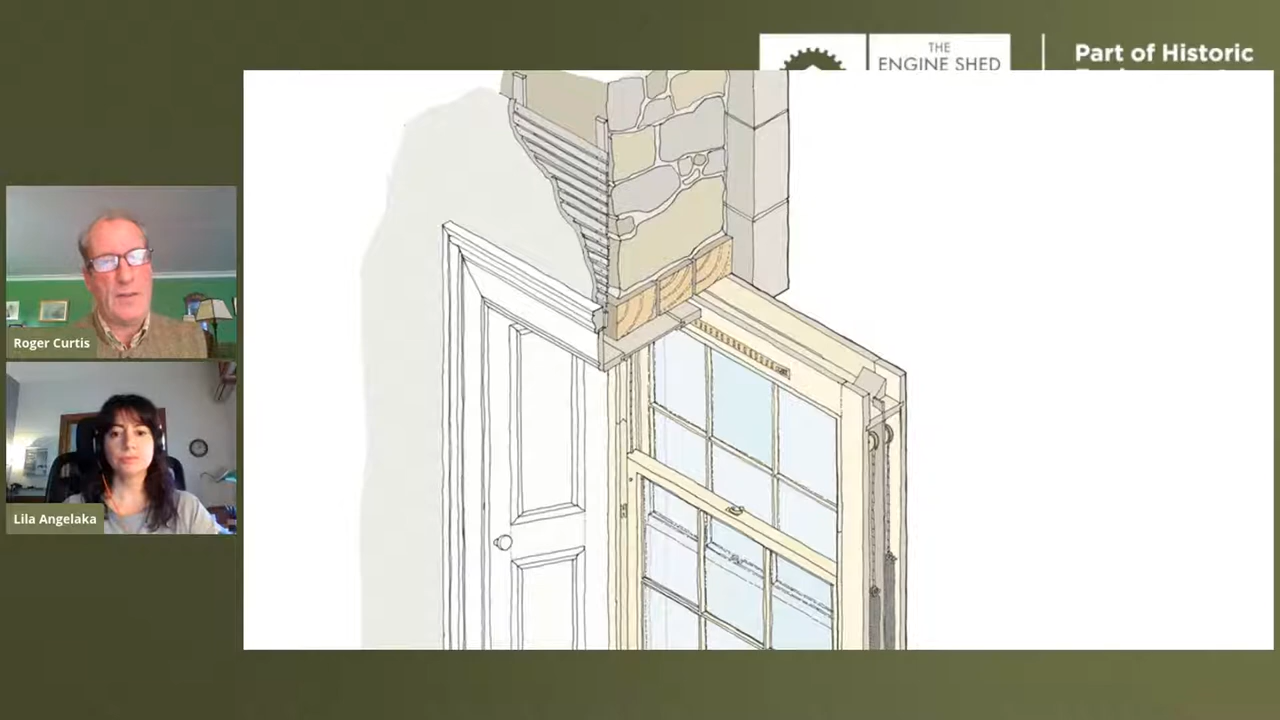 THE
ENGINE SHED
Part of Historic
Roger Curtis
Lila Angelaka